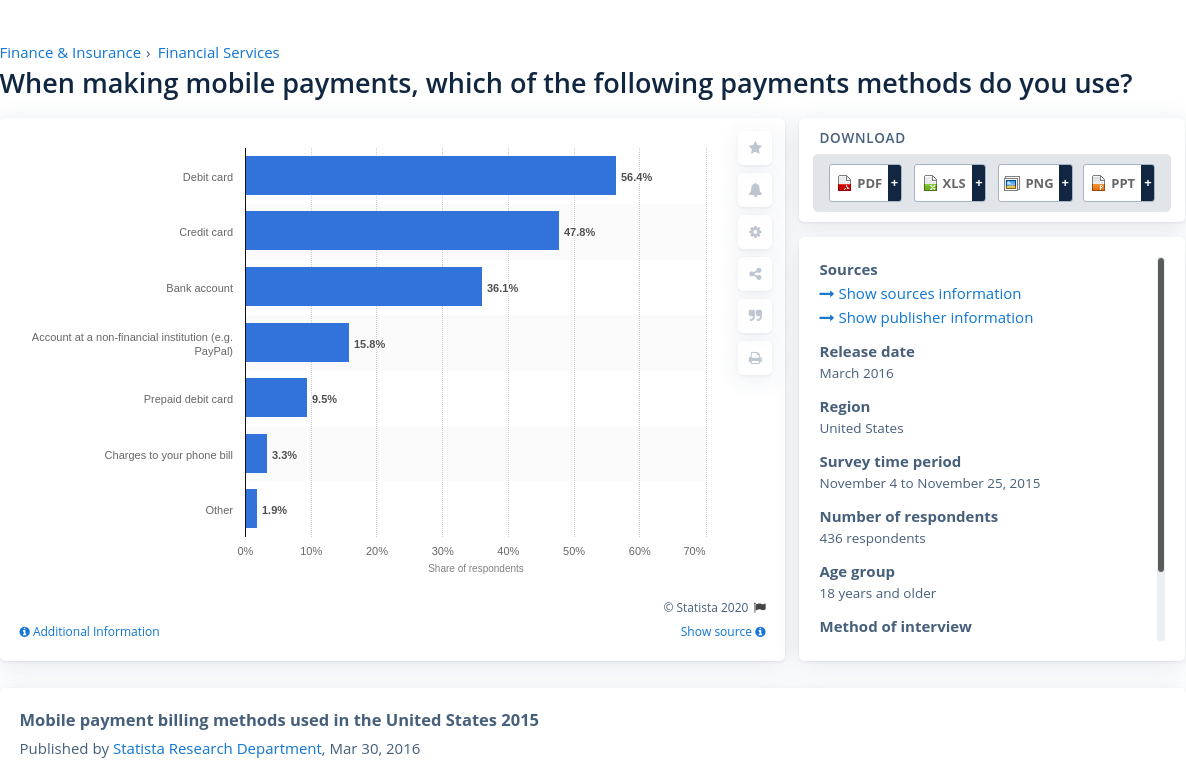 Finance & Insurance › Financial Services
When making mobile payments, which of the following payments methods do you use?
Debit card
56.4%
Credit card
47.8%
Bank account
36.1%
Account at a non-financial institution (e.g.
PayPal)
15.8%
Prepaid debit card
9.5%
Charges to your phone bill
3.3%
Other
1.9%
0% 10% 20% 30% 40% 50% 60% 70%
Share of respondents
© Statista 2020
Additional Information
Show source
DOWNLOAD
PDF + XLS + PNG + PPT +
Sources
Show sources information
Show publisher information
Release date
March 2016
Region
United States
Survey time period
November 4 to November 25, 2015
Number of respondents
436 respondents
Age group
18 years and older
Method of interview
Mobile payment billing methods used in the United States 2015
Published by Statista Research Department, Mar 30, 2016